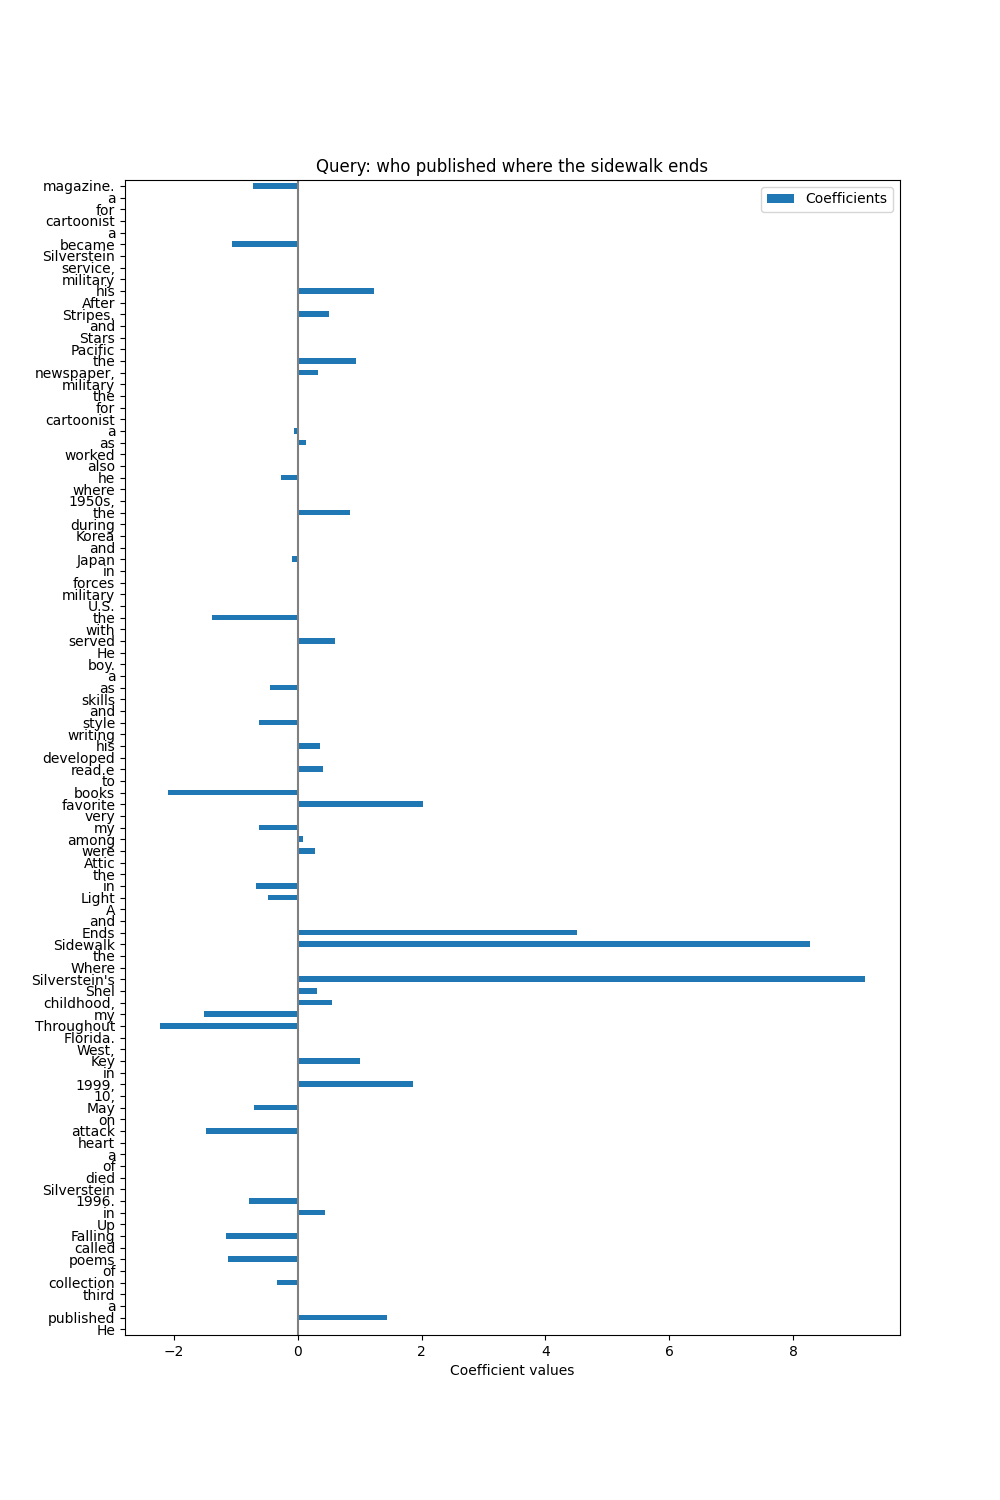 Query: who published where the sidewalk ends
Coefficients
magazine.
a
for
cartoonist
a
became
Silverstein
service,
military
his
After
Stripes,
and
Stars
Pacific
the
newspaper,
military
the
for
cartoonist
a
as
worked
also
he
where
1950s,
the
during
Korea
and
Japan
in
forces
military
U.S.
the
with
served
He
boy.
a
as
skills
and
style
writing
his
developed
read.e
to
books
favorite
very
my
among
were
Attic
the
in
Light
A
and
Ends
Sidewalk
the
Where
Silverstein's
Shel
childhood,
my
Throughout
Florida.
West,
Key
in
1999,
10,
May
on
attack
heart
a
of
died
Silverstein
1996.
in
Up
Falling
called
poems
of
collection
third
a
published
He
−2 0 2 4 6 8
Coefficient values